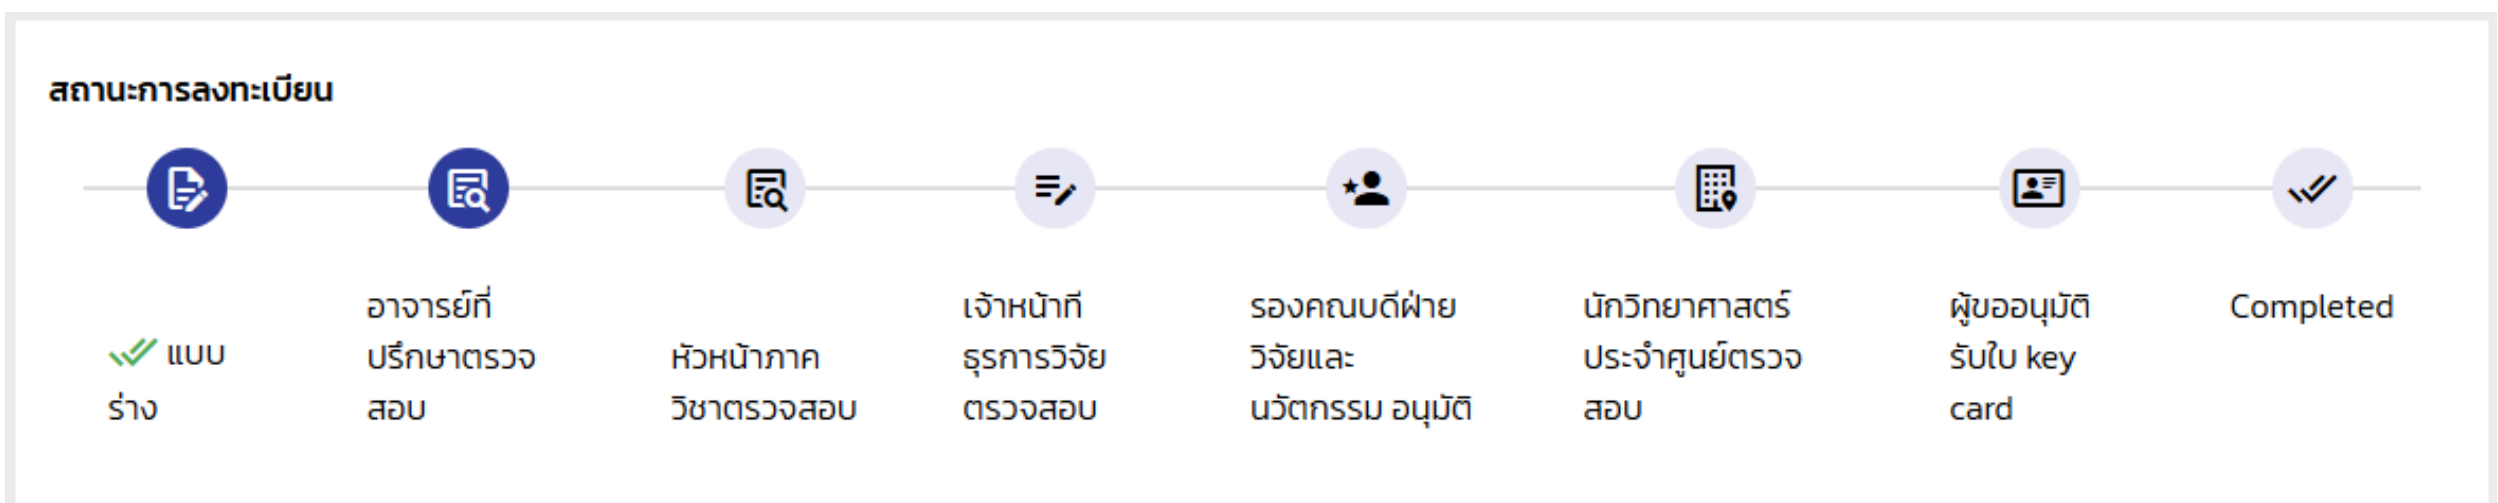 สถานะการลงทะเบียน
แบบ
ร่าง
อาจารย์ที่
ปรึกษาตรวจ
สอบ
หัวหน้าภาค
วิชาตรวจสอบ
เจ้าหน้าที่
ธุรการวิจัย
ตรวจสอบ
รองคณบดีฝ่าย
วิจัยและ
นวัตกรรม อนุมัติ
นักวิทยาศาสตร์
ประจำศูนย์ตรวจ
สอบ
ผู้ขออนุมัติ
รับใบ key
card
Completed